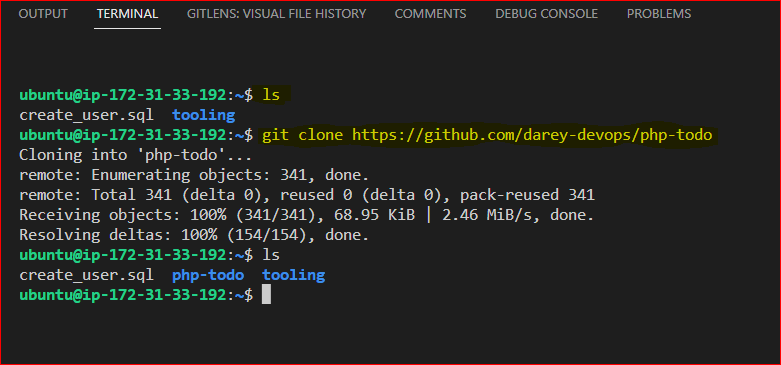 OUTPUT TERMINAL GITLENS: VISUAL FILE HISTORY COMMENTS DEBUG CONSOLE PROBLEMS
ubuntu@ip-172-31-33-192:~$ ls
create_user.sql tooling
ubuntu@ip-172-31-33-192:~$ git clone https://github.com/darey-devops/php-todo
Cloning into 'php-todo'...
remote: Enumerating objects: 341, done.
remote: Total 341 (delta 0), reused 0 (delta 0), pack-reused 341
Receiving objects: 100% (341/341), 68.95 KiB | 2.46 MiB/s, done.
Resolving deltas: 100% (154/154), done.
ubuntu@ip-172-31-33-192:~$ ls
create_user.sql php-todo tooling
ubuntu@ip-172-31-33-192:~$